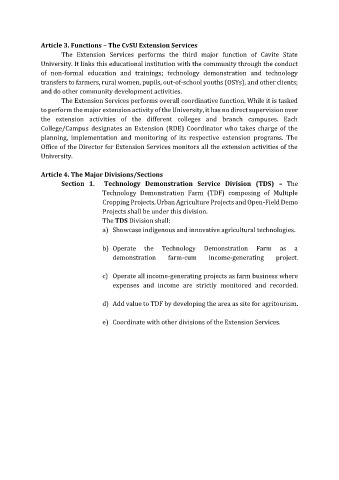 Article 3. Functions – The CvSU Extension Services
The Extension Services performs the third major function of Cavite State
University. It links this educational institution with the community through the conduct
of non-formal education and trainings; technology demonstration and technology
transfers to farmers, rural women, pupils, out-of-school youths (OSYs), and other clients;
and do other community development activities.
The Extension Services performs overall coordinative function. While it is tasked
to perform the major extension activity of the University, it has no direct supervision over
the extension activities of the different colleges and branch campuses. Each
College/Campus designates an Extension (RDE) Coordinator who takes charge of the
planning, implementation and monitoring of its respective extension programs. The
Office of the Director for Extension Services monitors all the extension activities of the
University.
Article 4. The Major Divisions/Sections
Section 1. Technology Demonstration Service Division (TDS) – The
Technology Demonstration Farm (TDF) composing of Multiple
Cropping Projects, Urban Agriculture Projects and Open-Field Demo
Projects shall be under this division.
The TDS Division shall:
a) Showcase indigenous and innovative agricultural technologies.
b) Operate the Technology Demonstration Farm as a
demonstration farm-cum income-generating project.
c) Operate all income-generating projects as farm business where
expenses and income are strictly monitored and recorded.
d) Add value to TDF by developing the area as site for agritourism.
e) Coordinate with other divisions of the Extension Services.